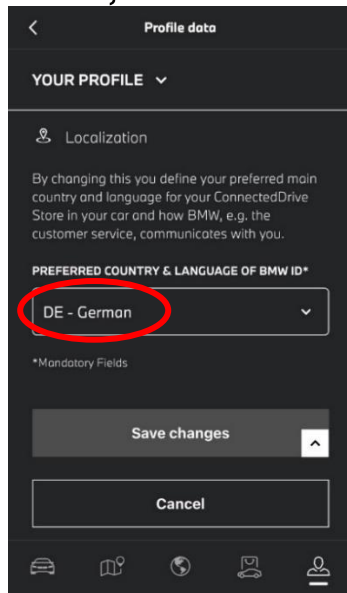 Profile data
YOUR PROFILE
Localization
By changing this you define your preferred main
country and language for your ConnectedDrive
Store in your car and how BMW, e.g. the
customer service, communicates with you.
PREFERRED COUNTRY & LANGUAGE OF BMW ID*
DE - German
*Mandatory Fields
Save changes
Cancel